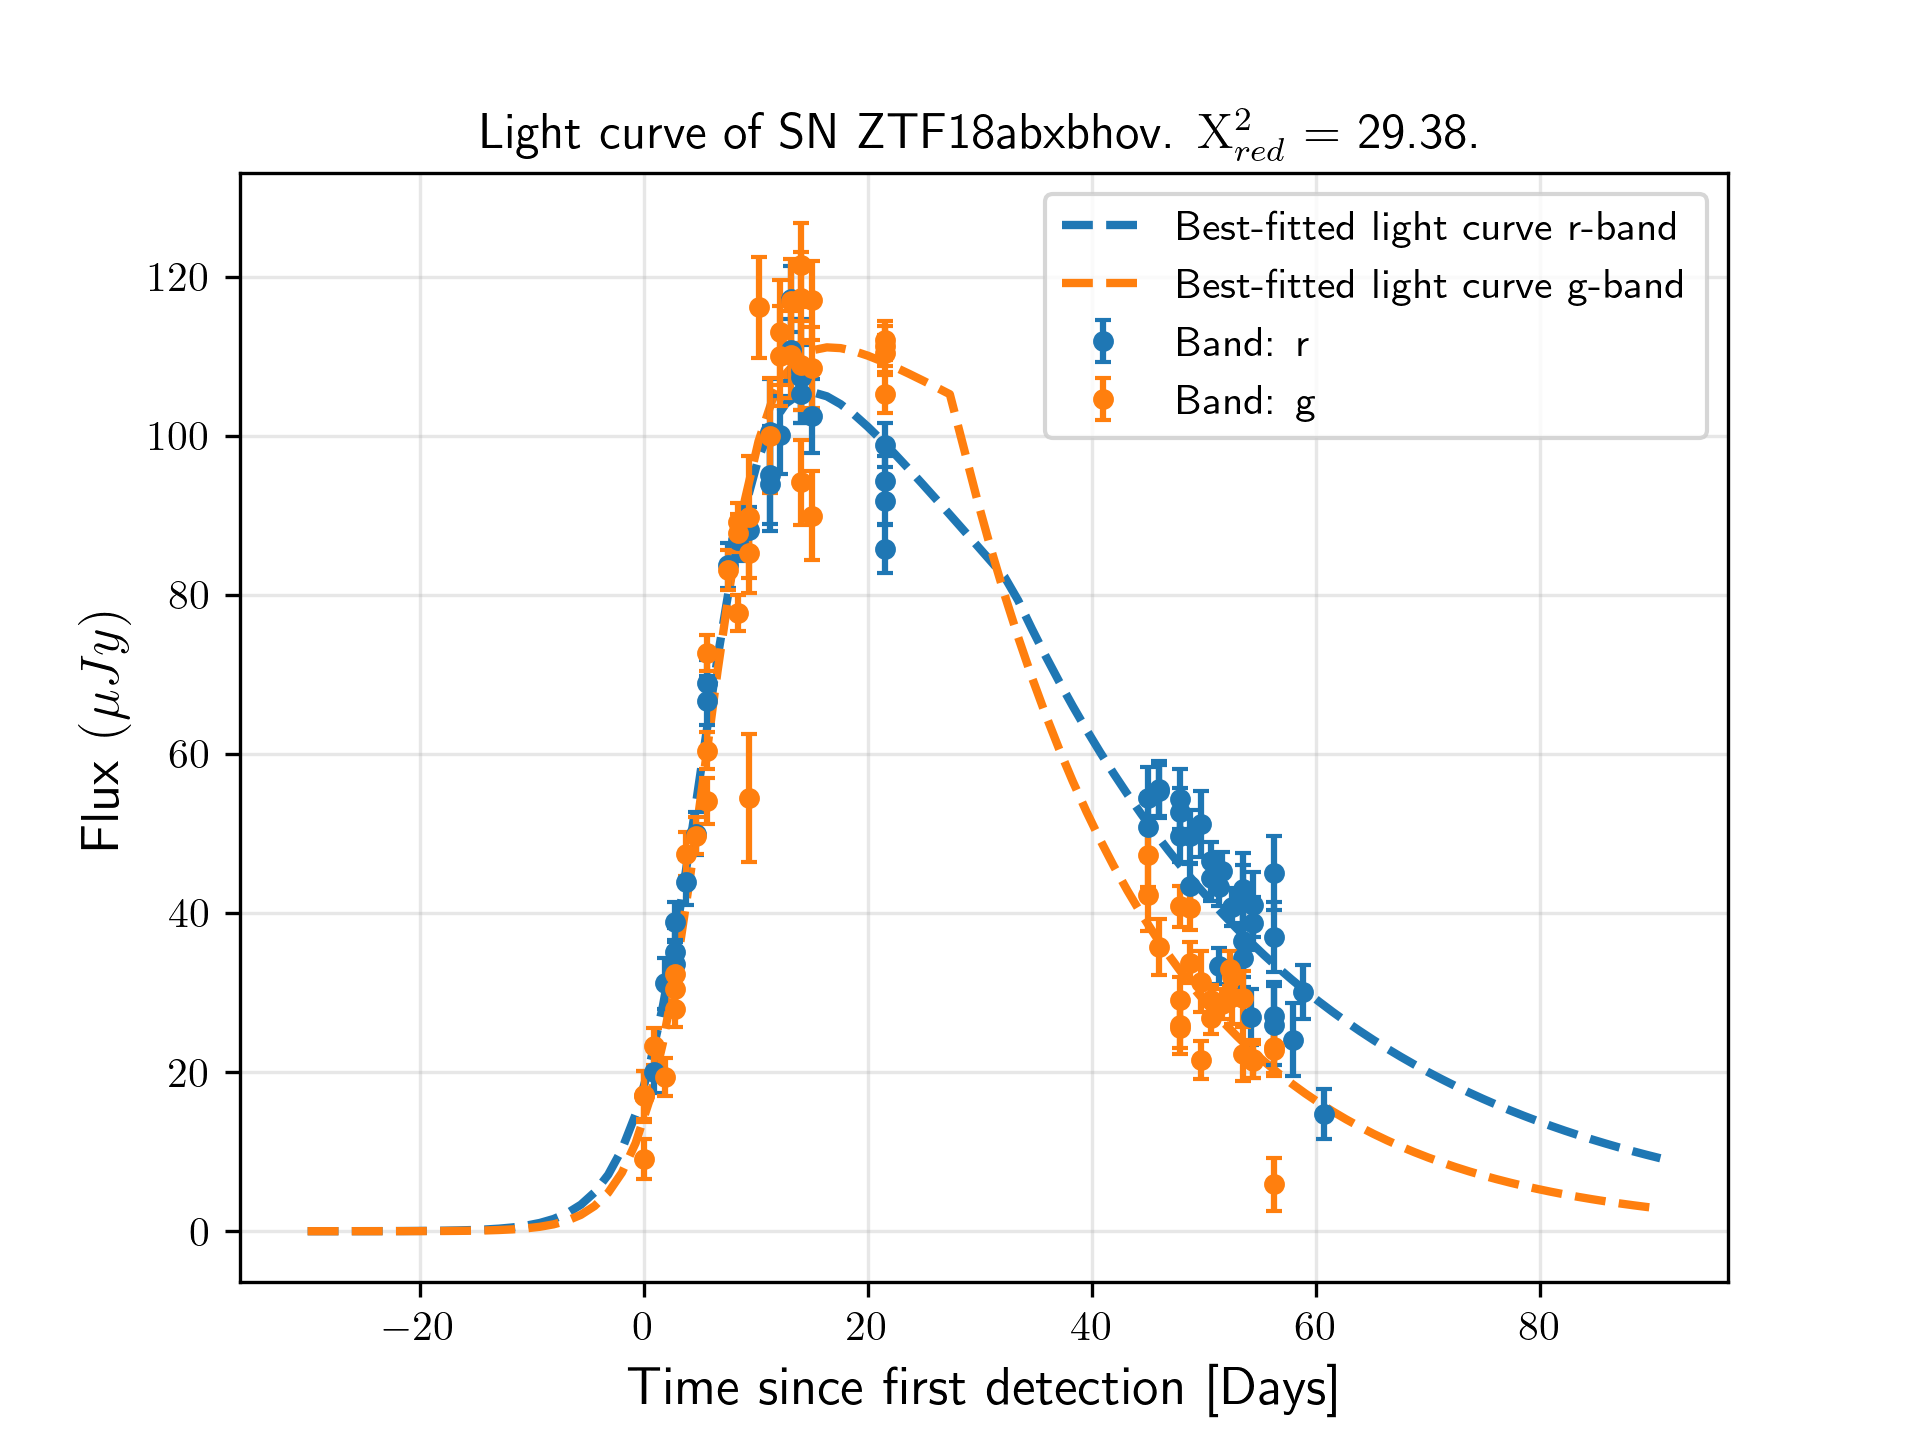 Light curve of SN ZTF18abxbhov. X²_red = 29.38.
Best-fitted light curve r-band
Best-fitted light curve g-band
Band: r
Band: g
Flux (μJy)
120
100
80
60
40
20
0
−20 0 20 40 60 80
Time since first detection [Days]